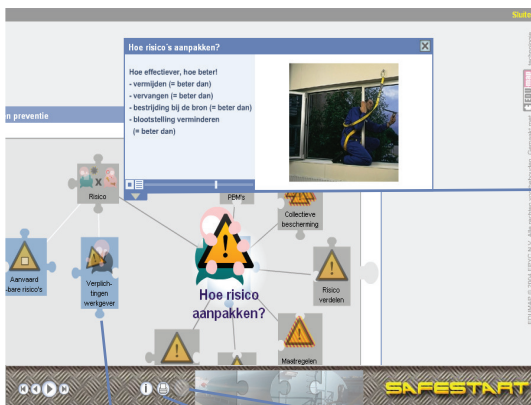 Sluite
Hoe risico's aanpakken?
Hoe effectiever, hoe beter!
- vermijden (= beter dan)
- vervangen (= beter dan)
- bestrijding bij de bron (= beter dan)
- blootstelling verminderen
(= beter dan)
n preventie
Risico
PBM's
Collectieve
bescherming
Aanvaard
-bare risico's
Verplich-
tingen
werkgever
Hoe risico
aanpakken?
Risico
verdelen
Maatregelen
SAFESTART